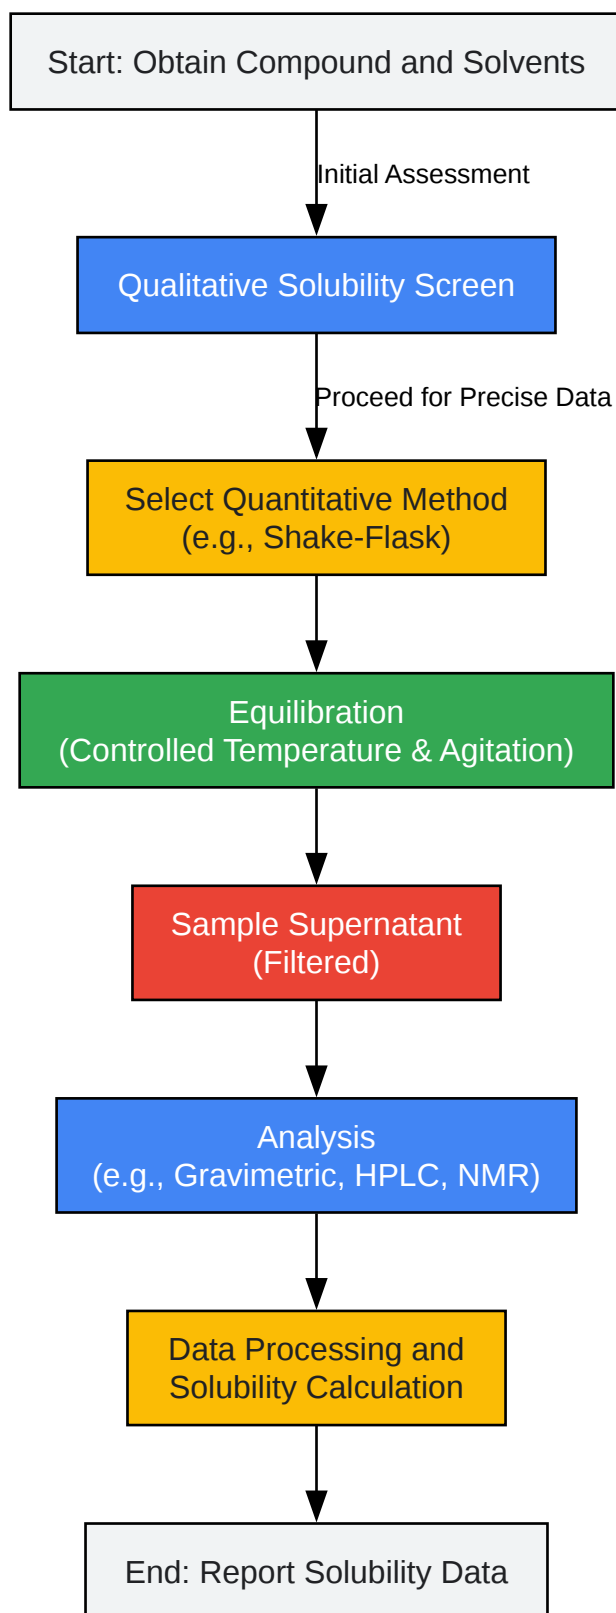 Start: Obtain Compound and Solvents
Initial Assessment
Qualitative Solubility Screen
Proceed for Precise Data
Select Quantitative Method
(e.g., Shake-Flask)
Equilibration
(Controlled Temperature & Agitation)
Sample Supernatant
(Filtered)
Analysis
(e.g., Gravimetric, HPLC, NMR)
Data Processing and
Solubility Calculation
End: Report Solubility Data